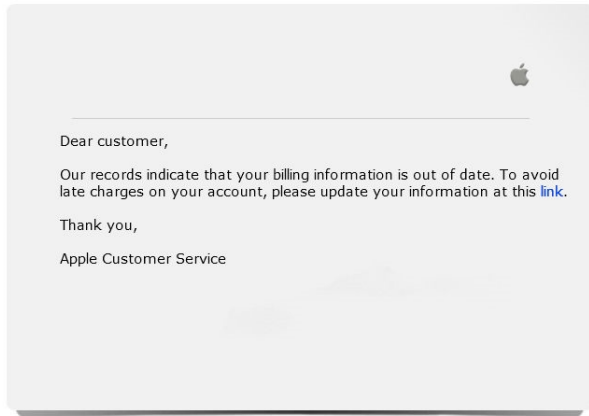 Dear customer,
Our records indicate that your billing information is out of date. To avoid
late charges on your account, please update your information at this link.
Thank you,
Apple Customer Service